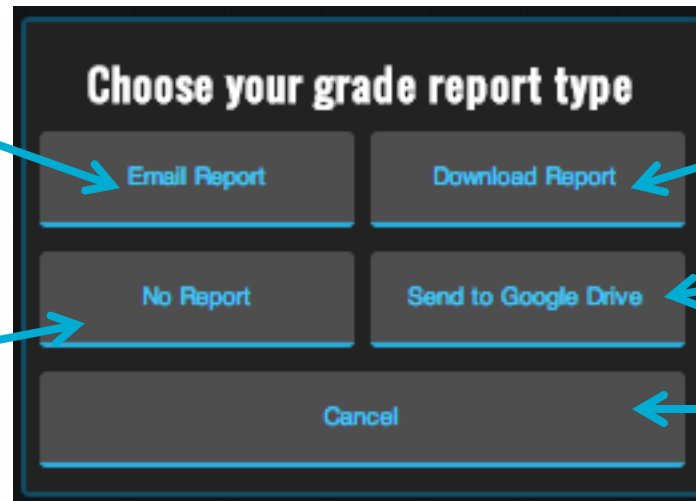 Choose your grade report type
Email Report
Download Report
No Report
Send to Google Drive
Cancel